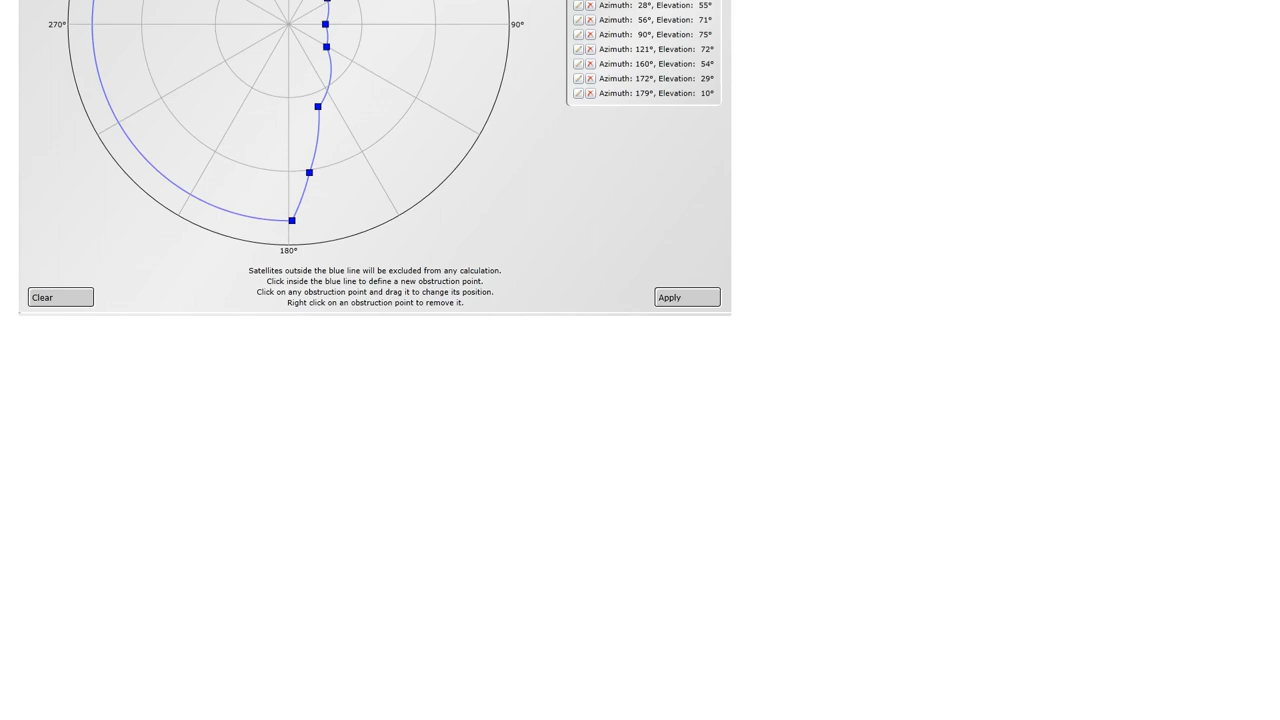 Azimuth: 28°, Elevation: 55°
270°
90°
Azimuth: 56°, Elevation: 71°
Azimuth: 90°, Elevation: 75°
Azimuth: 121°, Elevation: 72°
Azimuth: 160°, Elevation: 54°
Azimuth: 172°, Elevation: 29°
Azimuth: 179°, Elevation: 10°
180°
Satellites outside the blue line will be excluded from any calculation.
Click inside the blue line to define a new obstruction point.
Click on any obstruction point and drag it to change its position.
Right click on an obstruction point to remove it.
Clear
Apply